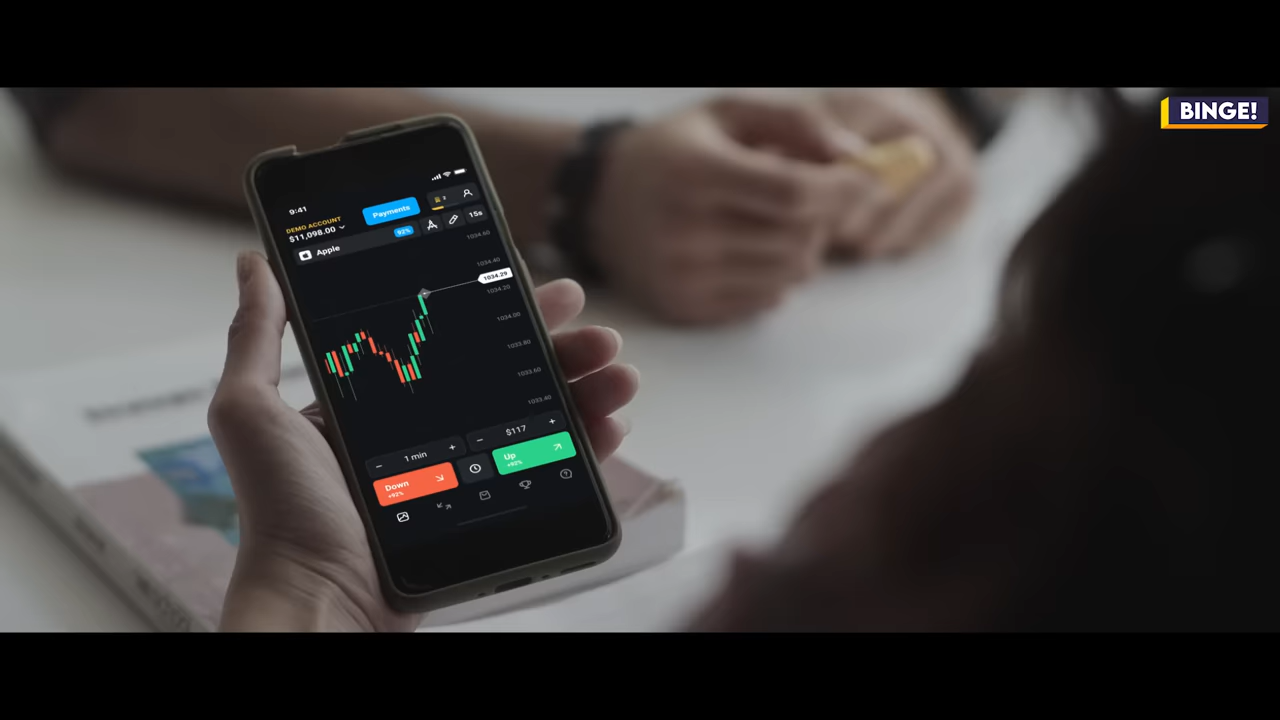 BINGE!
9:41
DEMO ACCOUNT
$11,098.00
Payments
3
Apple
92%
15s
1034.60
1034.40
1034.29
1034.20
1034.00
1033.80
1033.60
1033.40
− 1 min +
− $117 +
Down
+92%
Up
+92%